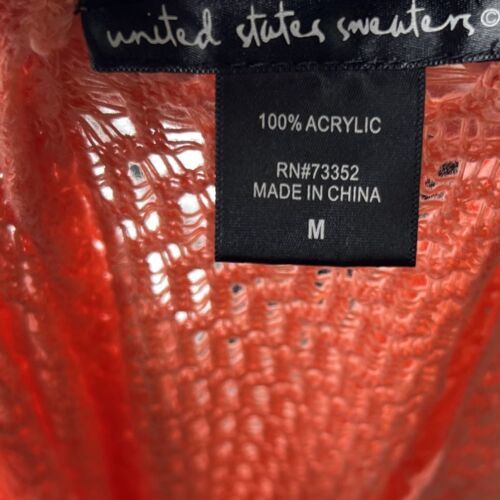 united states sweaters©
100% ACRYLIC
RN#73352
MADE IN CHINA
M